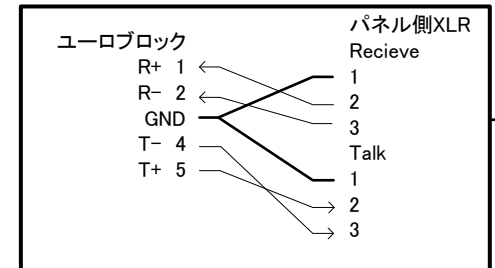 ユーロブロック
R+ 1
R- 2
GND
T- 4
T+ 5
パネル側XLR
Recieve
1
2
3
Talk
1
2
3